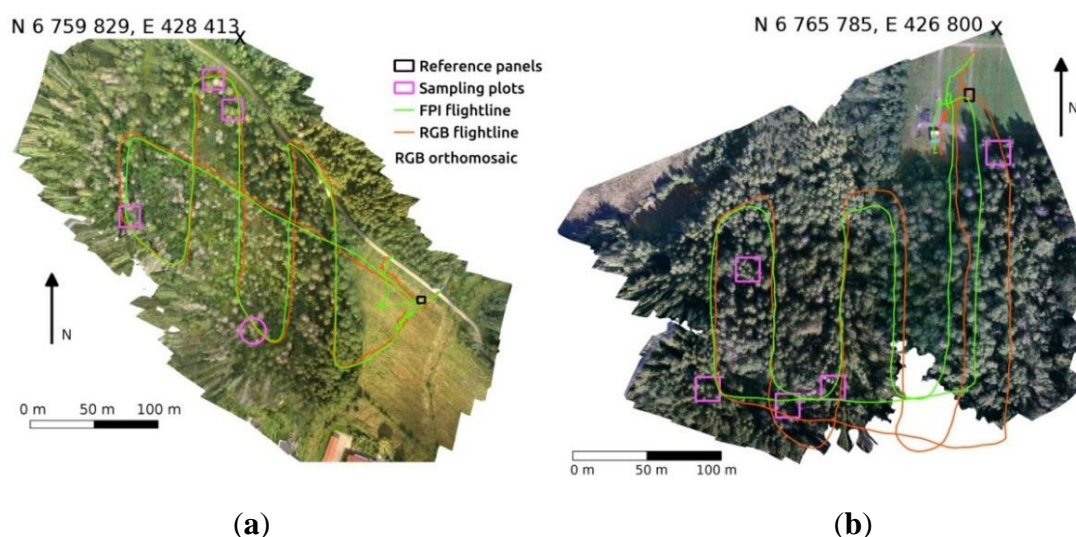 N 6 759 829, E 428 413 X
N 6 765 785, E 426 800 X
Reference panels
Sampling plots
FPI flightline
RGB flightline
RGB orthomosaic
N
N
0 m 50 m 100 m
0 m 50 m 100 m
(a)
(b)